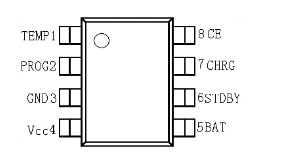 TEMP1
8CE
PROG2
7CHRG
GND3
6STDBY
Vcc4
5BAT